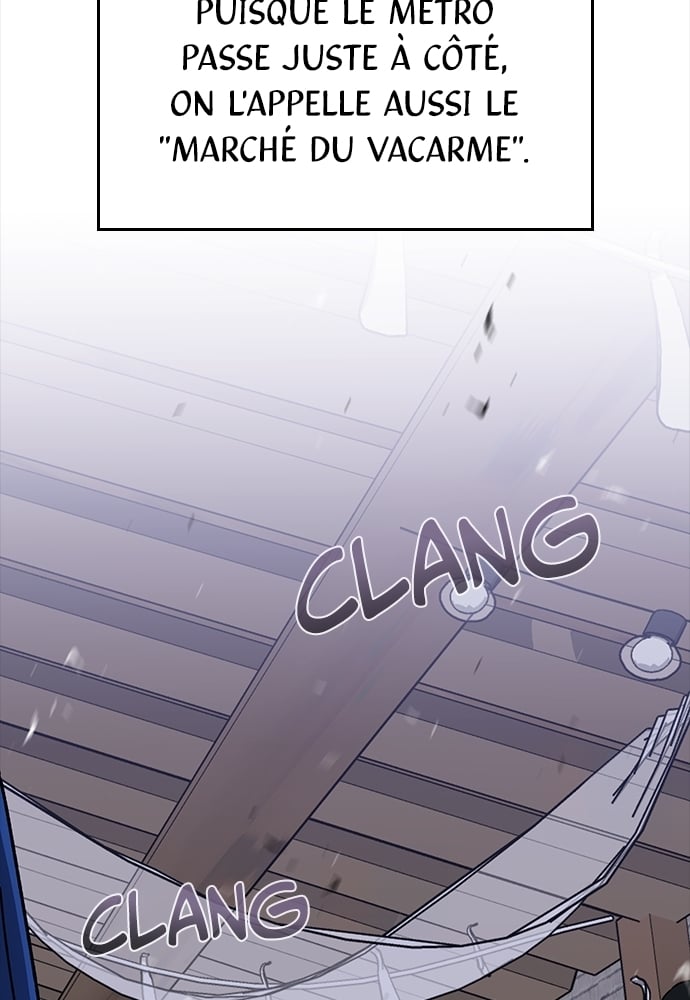 PUISQUE LE MÉTRO
PASSE JUSTE À CÔTÉ,
ON L'APPELLE AUSSI LE
"MARCHÉ DU VACARME".
CLANG
CLANG